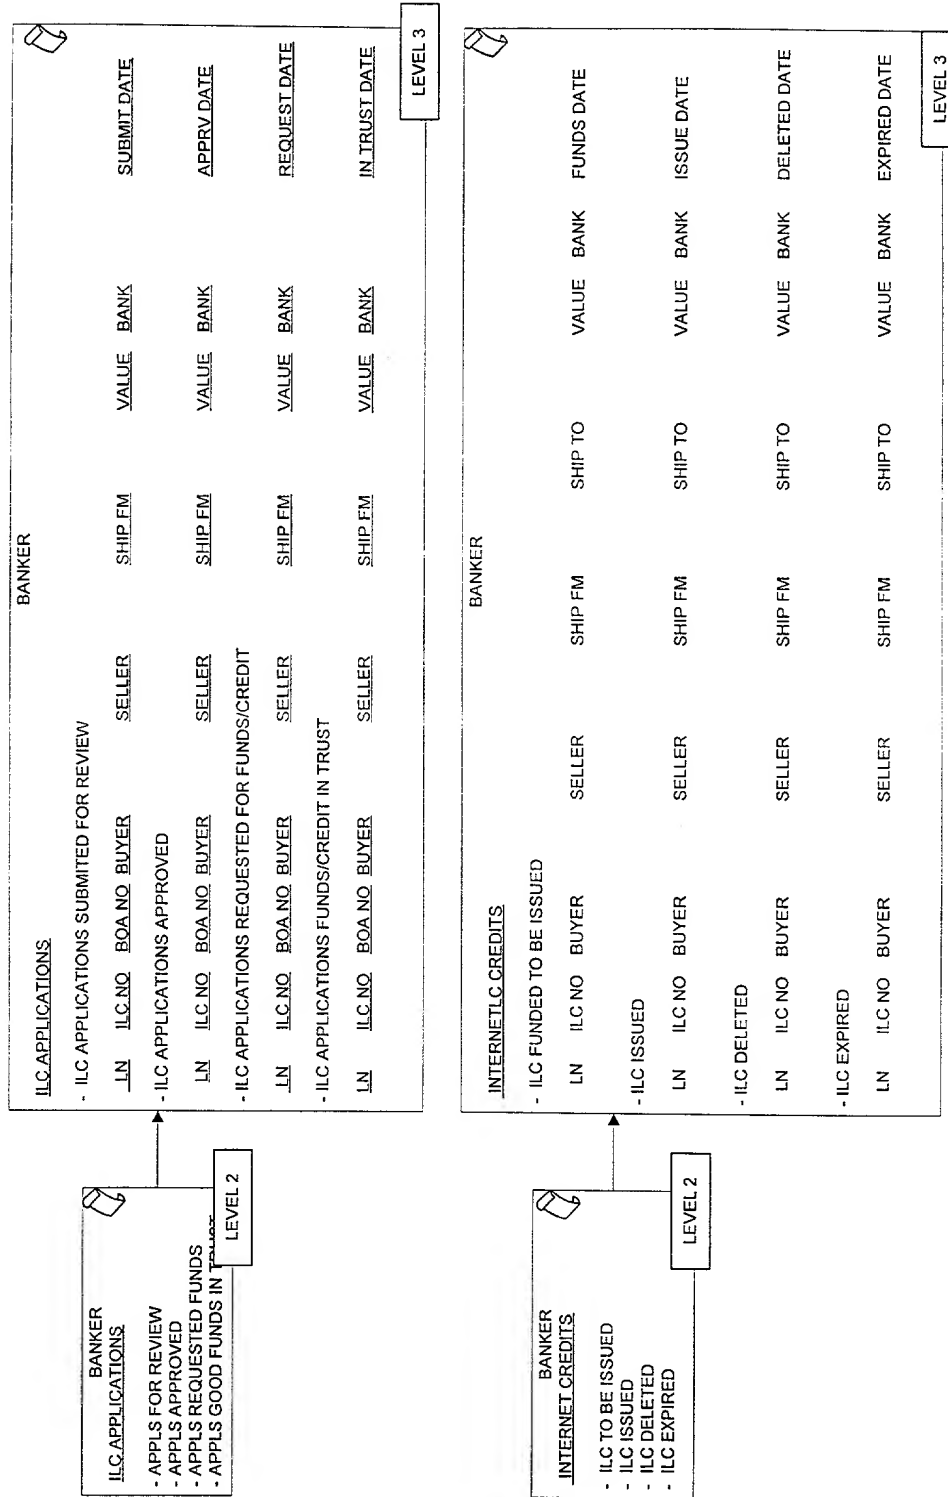 BANKER
ILC APPLICATIONS
- APPLS FOR REVIEW
- APPLS APPROVED
- APPLS REQUESTED FUNDS
- APPLS GOOD FUNDS IN TRUST
LEVEL 2
BANKER
ILC APPLICATIONS
- ILC APPLICATIONS SUBMITED FOR REVIEW
LN ILC NO BOA NO BUYER SELLER SHIP FM VALUE BANK SUBMIT DATE
- ILC APPLICATIONS APPROVED
LN ILC NO BOA NO BUYER SELLER SHIP FM VALUE BANK APPRV DATE
- ILC APPLICATIONS REQUESTED FOR FUNDS/CREDIT
LN ILC NO BOA NO BUYER SELLER SHIP FM VALUE BANK REQUEST DATE
- ILC APPLICATIONS FUNDS/CREDIT IN TRUST
LN ILC NO BOA NO BUYER SELLER SHIP FM VALUE BANK IN TRUST DATE
LEVEL 3
BANKER
INTERNET CREDITS
- ILC TO BE ISSUED
- ILC ISSUED
- ILC DELETED
- ILC EXPIRED
LEVEL 2
BANKER
INTERNETLC CREDITS
- ILC FUNDED TO BE ISSUED
LN ILC NO BUYER SELLER SHIP FM SHIP TO VALUE BANK FUNDS DATE
- ILC ISSUED
LN ILC NO BUYER SELLER SHIP FM SHIP TO VALUE BANK ISSUE DATE
- ILC DELETED
LN ILC NO BUYER SELLER SHIP FM SHIP TO VALUE BANK DELETED DATE
- ILC EXPIRED
LN ILC NO BUYER SELLER SHIP FM SHIP TO VALUE BANK EXPIRED DATE
LEVEL 3